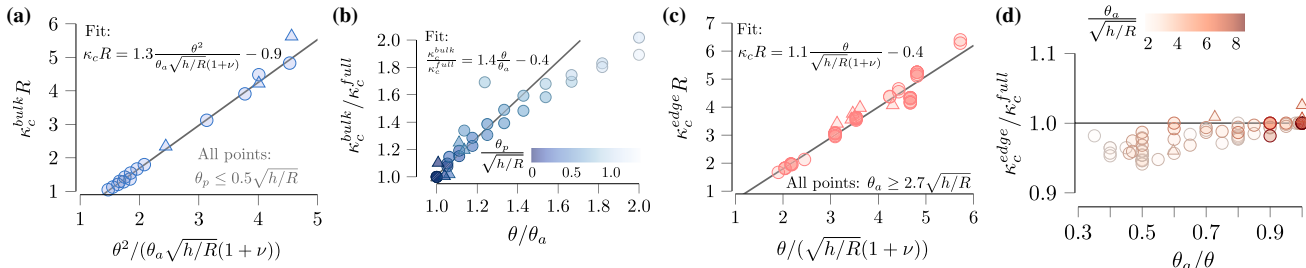 (a)
6
5
4
3
2
1
κ_c^{bulk} R
Fit:
κ_c R = 1.3 θ²/(θ_a √(h/R)(1+ν)) − 0.9
All points:
θ_p ≤ 0.5√(h/R)
1 2 3 4 5
θ²/(θ_a √(h/R)(1 + ν))
(b)
2.0
1.8
1.6
1.4
1.2
1.0
κ_c^{bulk}/κ_c^{full}
Fit:
κ_c^{bulk}/κ_c^{full} = 1.4 θ/θ_a − 0.4
θ_p/√(h/R)
0 0.5 1.0
1.0 1.2 1.4 1.6 1.8 2.0
θ/θ_a
(c)
7
6
5
4
3
2
1
κ_c^{edge} R
Fit:
κ_c R = 1.1 θ/(√(h/R)(1+ν)) − 0.4
All points: θ_a ≥ 2.7√(h/R)
1 2 3 4 5 6
θ/(√(h/R)(1 + ν))
(d)
θ_a/√(h/R)
2 4 6 8
1.1
1.0
0.9
κ_c^{edge}/κ_c^{full}
0.3 0.5 0.7 0.9
θ_a/θ